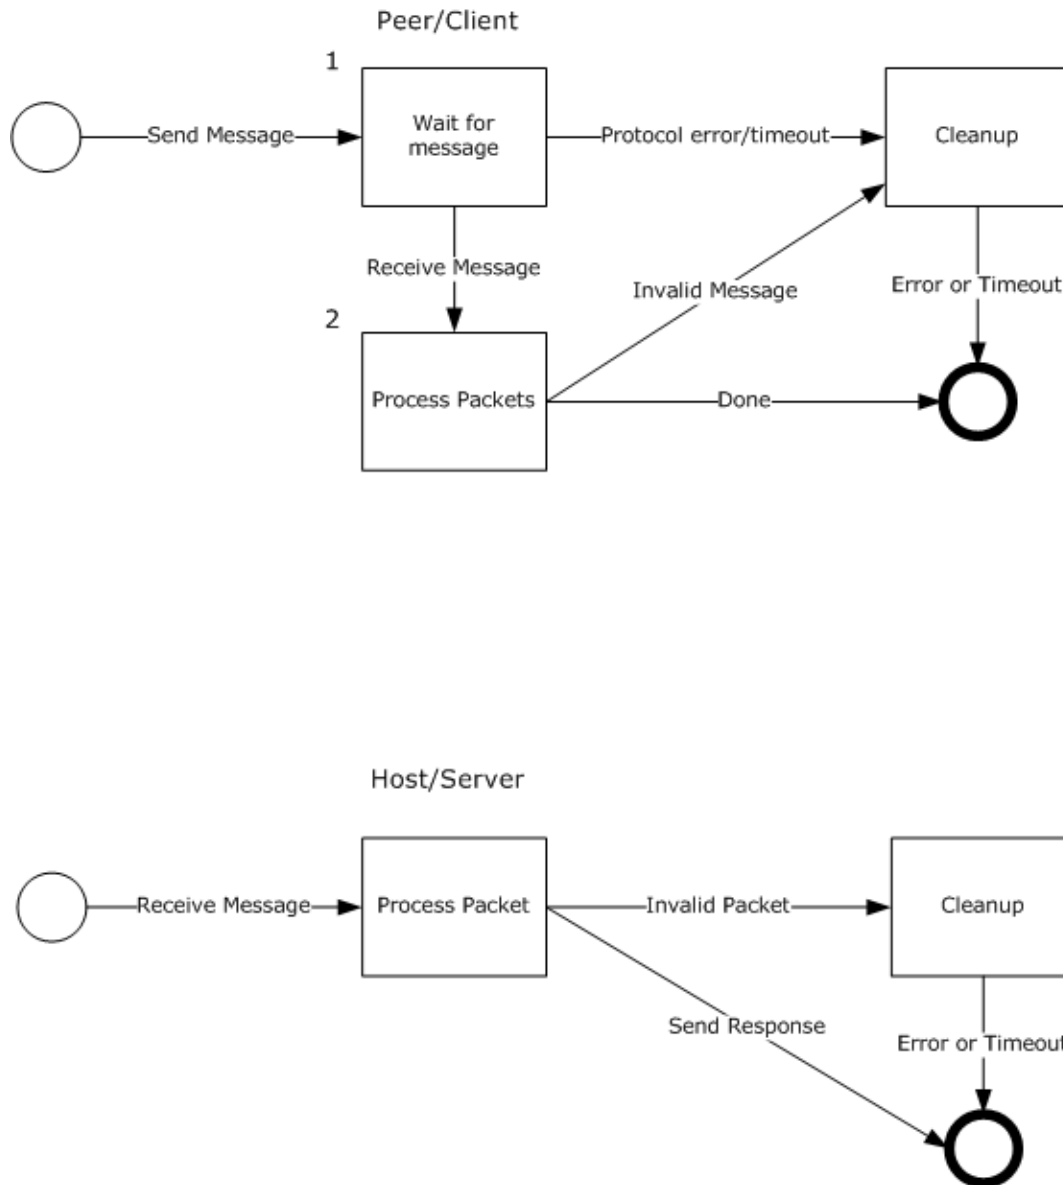 Peer/Client
1
Wait for
message
Cleanup
Send Message
Protocol error/timeout
Receive Message
Invalid Message
Error or Timeout
2
Process Packets
Done
Host/Server
Receive Message
Process Packet
Invalid Packet
Cleanup
Send Response
Error or Timeout